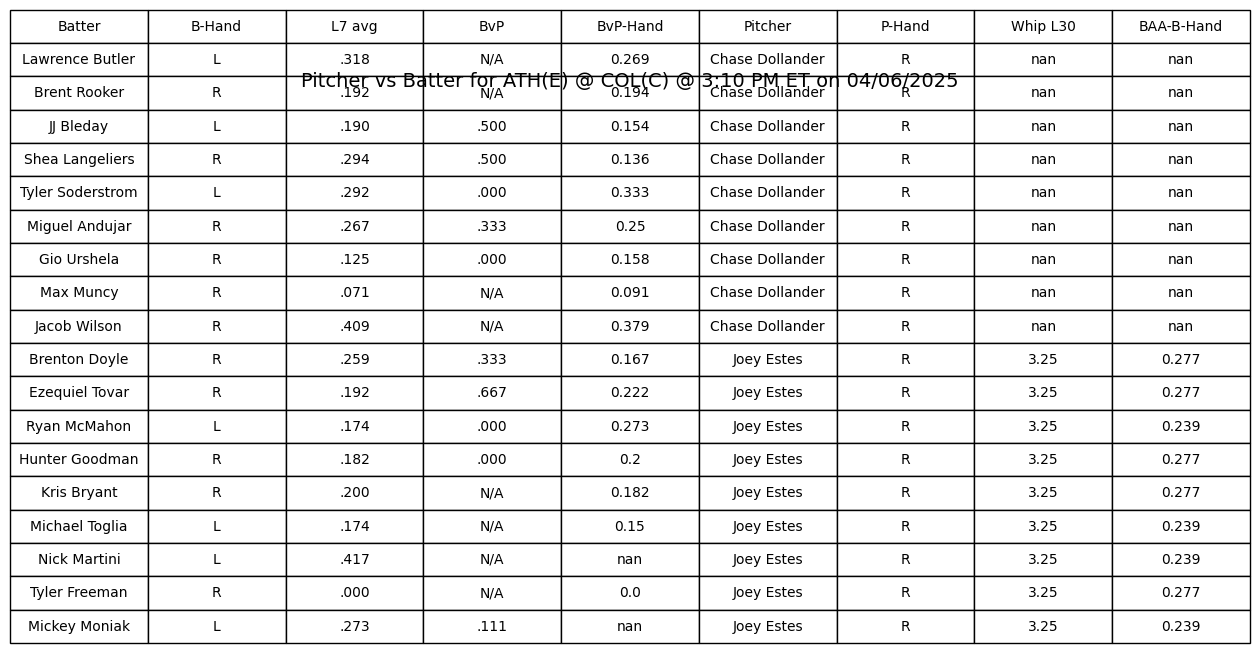 Batter B-Hand L7 avg BvP BvP-Hand Pitcher P-Hand Whip L30 BAA-B-Hand
Lawrence Butler L .318 N/A 0.269 Chase Dollander R nan nan
Pitcher vs Batter for ATH(E) @ COL(C) @ 3:10 PM ET on 04/06/2025
Brent Rooker R .192 N/A 0.194 Chase Dollander R nan nan
JJ Bleday L .190 .500 0.154 Chase Dollander R nan nan
Shea Langeliers R .294 .500 0.136 Chase Dollander R nan nan
Tyler Soderstrom L .292 .000 0.333 Chase Dollander R nan nan
Miguel Andujar R .267 .333 0.25 Chase Dollander R nan nan
Gio Urshela R .125 .000 0.158 Chase Dollander R nan nan
Max Muncy R .071 N/A 0.091 Chase Dollander R nan nan
Jacob Wilson R .409 N/A 0.379 Chase Dollander R nan nan
Brenton Doyle R .259 .333 0.167 Joey Estes R 3.25 0.277
Ezequiel Tovar R .192 .667 0.222 Joey Estes R 3.25 0.277
Ryan McMahon L .174 .000 0.273 Joey Estes R 3.25 0.239
Hunter Goodman R .182 .000 0.2 Joey Estes R 3.25 0.277
Kris Bryant R .200 N/A 0.182 Joey Estes R 3.25 0.277
Michael Toglia L .174 N/A 0.15 Joey Estes R 3.25 0.239
Nick Martini L .417 N/A nan Joey Estes R 3.25 0.239
Tyler Freeman R .000 N/A 0.0 Joey Estes R 3.25 0.277
Mickey Moniak L .273 .111 nan Joey Estes R 3.25 0.239